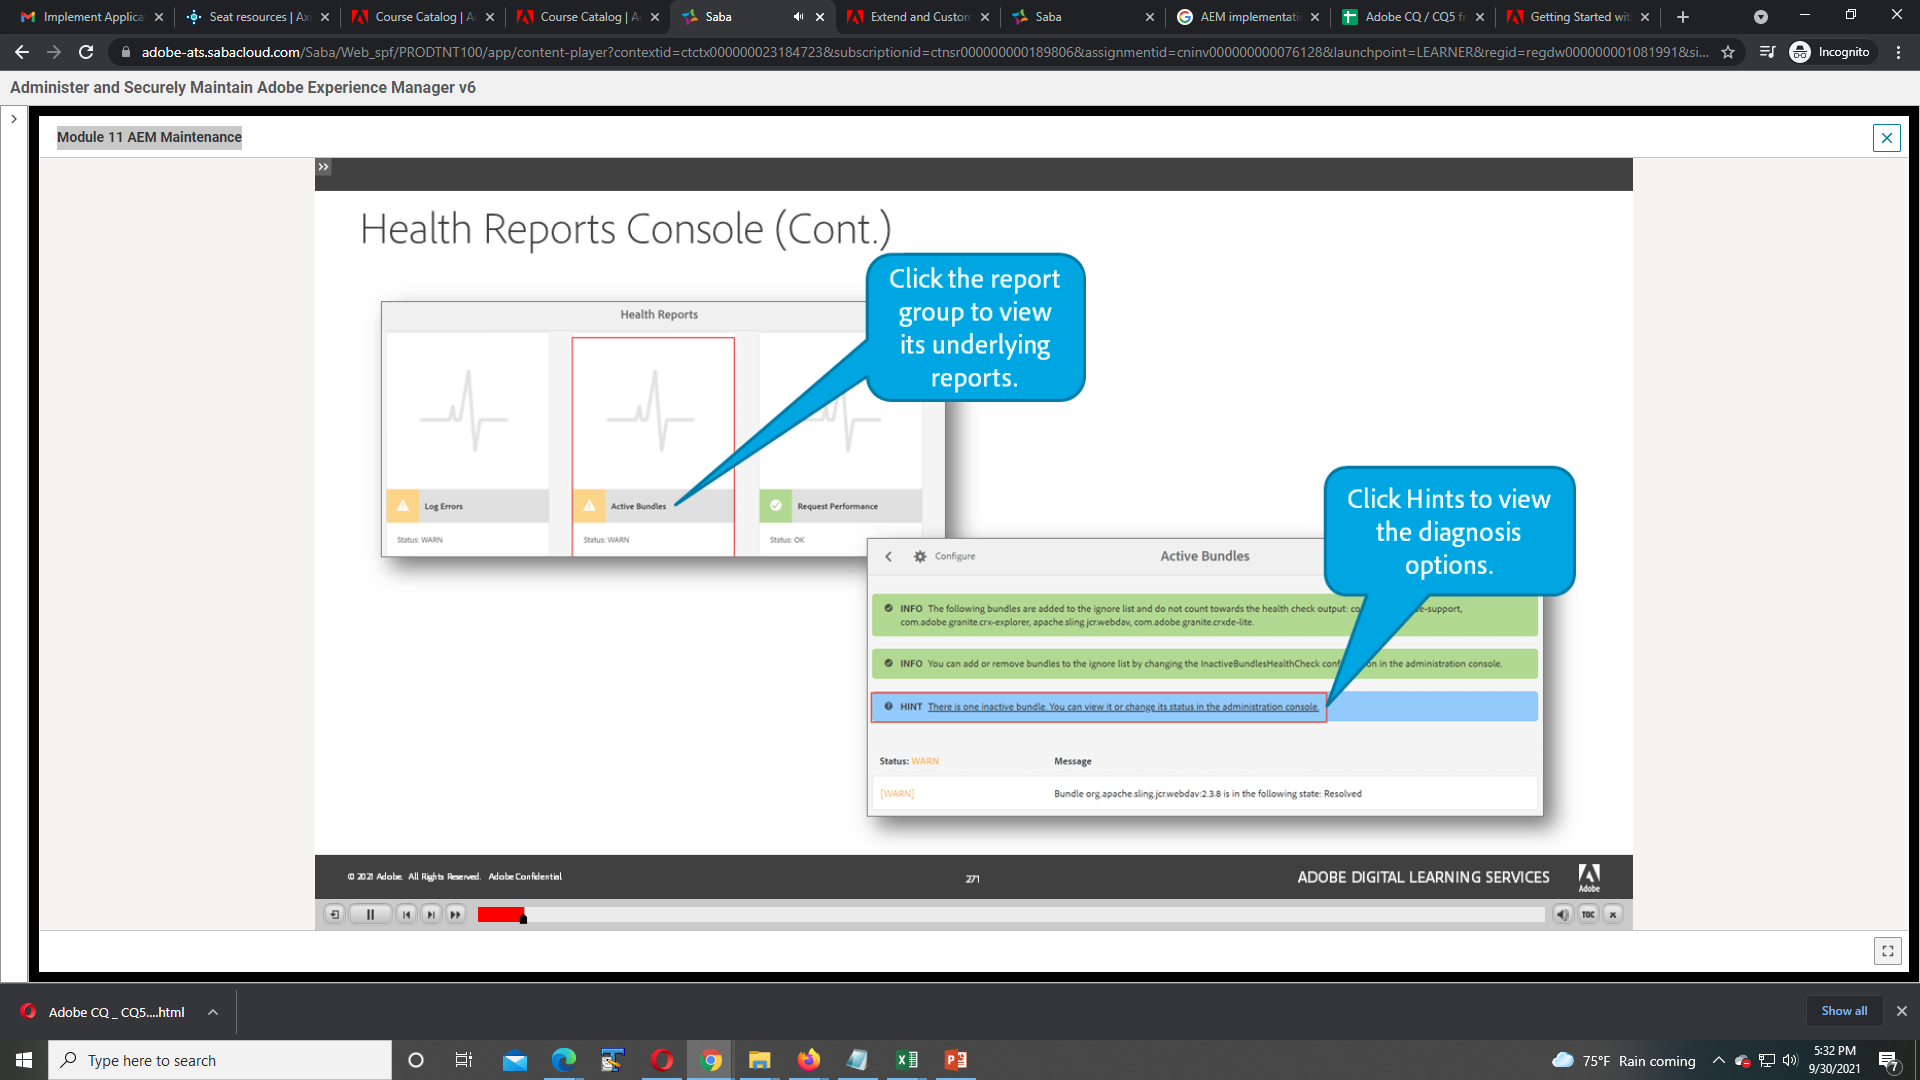 Implement Applica
Seat resources | Ax
Course Catalog | A
Course Catalog | A
Saba
Extend and Custom
Saba
AEM implementati
Adobe CQ / CQ5 fr
Getting Started wit
adobe-ats.sabacloud.com/Saba/Web_spf/PRODTNT100/app/content-player?contextid=ctctx000000023184723&subscriptionid=ctnsr0000000000189806&assignmentid=cninv000000000076128&launchpoint=LEARNER&regid=regdw000000001081991&si...
Incognito
Administer and Securely Maintain Adobe Experience Manager v6
Module 11 AEM Maintenance
Health Reports Console (Cont.)
Click the report
group to view
its underlying
reports.
Health Reports
Log Errors
Active Bundles
Request Performance
Status: WARN
Status: WARN
Status: OK
Click Hints to view
the diagnosis
options.
Configure
Active Bundles
INFO The following bundles are added to the ignore list and do not count towards the health check output: co e-support,
com.adobe.granite.crx-explorer, apache.sling.jcr.webdav, com.adobe.granite.crxde-lite.
INFO You can add or remove bundles to the ignore list by changing the InactiveBundlesHealthCheck conf on in the administration console.
HINT There is one inactive bundle. You can view it or change its status in the administration console.
Status: WARN Message
[WARN] Bundle org.apache.sling.jcr.webdav:2.3.8 is in the following state: Resolved
© 2021 Adobe. All Rights Reserved. Adobe Confidential
271
ADOBE DIGITAL LEARNING SERVICES
Adobe
TOC
Adobe CQ _ CQ5....html
Show all
Type here to search
75°F Rain coming
5:32 PM
9/30/2021
7